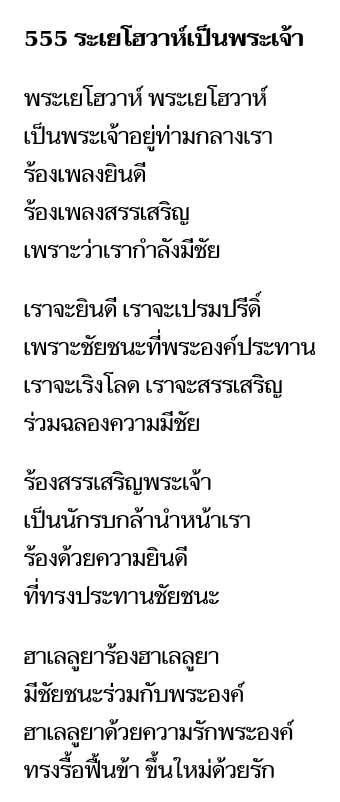 555 ระเยโฮวาห์เป็นพระเจ้า
พระเยโฮวาห์ พระเยโฮวาห์
เป็นพระเจ้าอยู่ท่ามกลางเรา
ร้องเพลงยินดี
ร้องเพลงสรรเสริญ
เพราะว่าเรากำลังมีชัย
เราจะยินดี เราจะเปรมปรีดิ์
เพราะชัยชนะที่พระองค์ประทาน
เราจะเริงโลด เราจะสรรเสริญ
ร่วมฉลองความมีชัย
ร้องสรรเสริญพระเจ้า
เป็นนักรบกล้านำหน้าเรา
ร้องด้วยความยินดี
ที่ทรงประทานชัยชนะ
ฮาเลลูยาร้องฮาเลลูยา
มีชัยชนะร่วมกับพระองค์
ฮาเลลูยาด้วยความรักพระองค์
ทรงรื้อฟื้นข้า ขึ้นใหม่ด้วยรัก